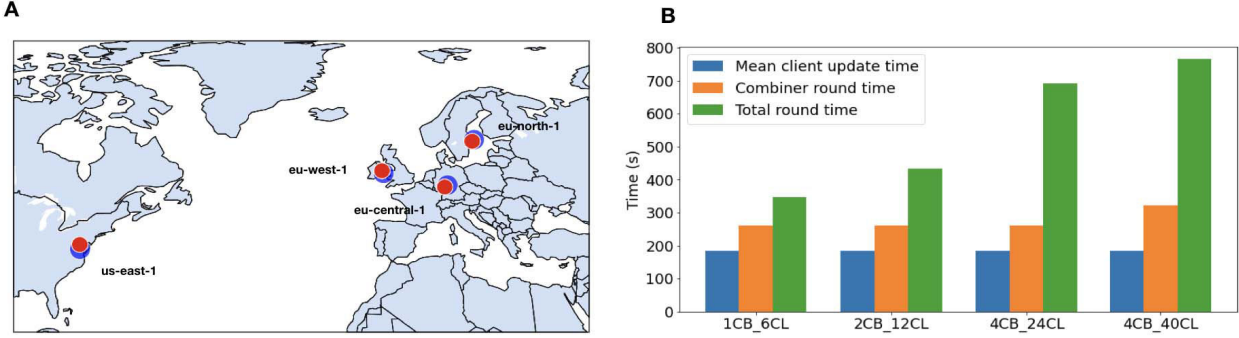 A
eu-north-1
eu-west-1
eu-central-1
us-east-1
B
800
700
600
500
400
300
200
100
0
Time (s)
Mean client update time
Combiner round time
Total round time
1CB_6CL 2CB_12CL 4CB_24CL 4CB_40CL